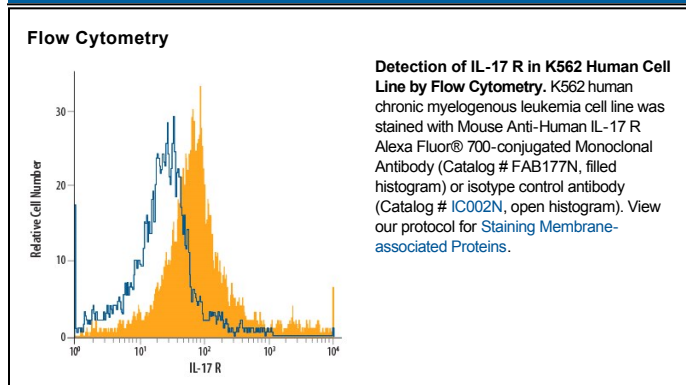 Flow Cytometry
Relative Cell Number
30
20
10
0
10⁰ 10¹ 10² 10³ 10⁴
IL-17 R
Detection of IL-17 R in K562 Human Cell
Line by Flow Cytometry. K562 human
chronic myelogenous leukemia cell line was
stained with Mouse Anti-Human IL-17 R
Alexa Fluor® 700-conjugated Monoclonal
Antibody (Catalog # FAB177N, filled
histogram) or isotype control antibody
(Catalog # IC002N, open histogram). View
our protocol for Staining Membrane-
associated Proteins.